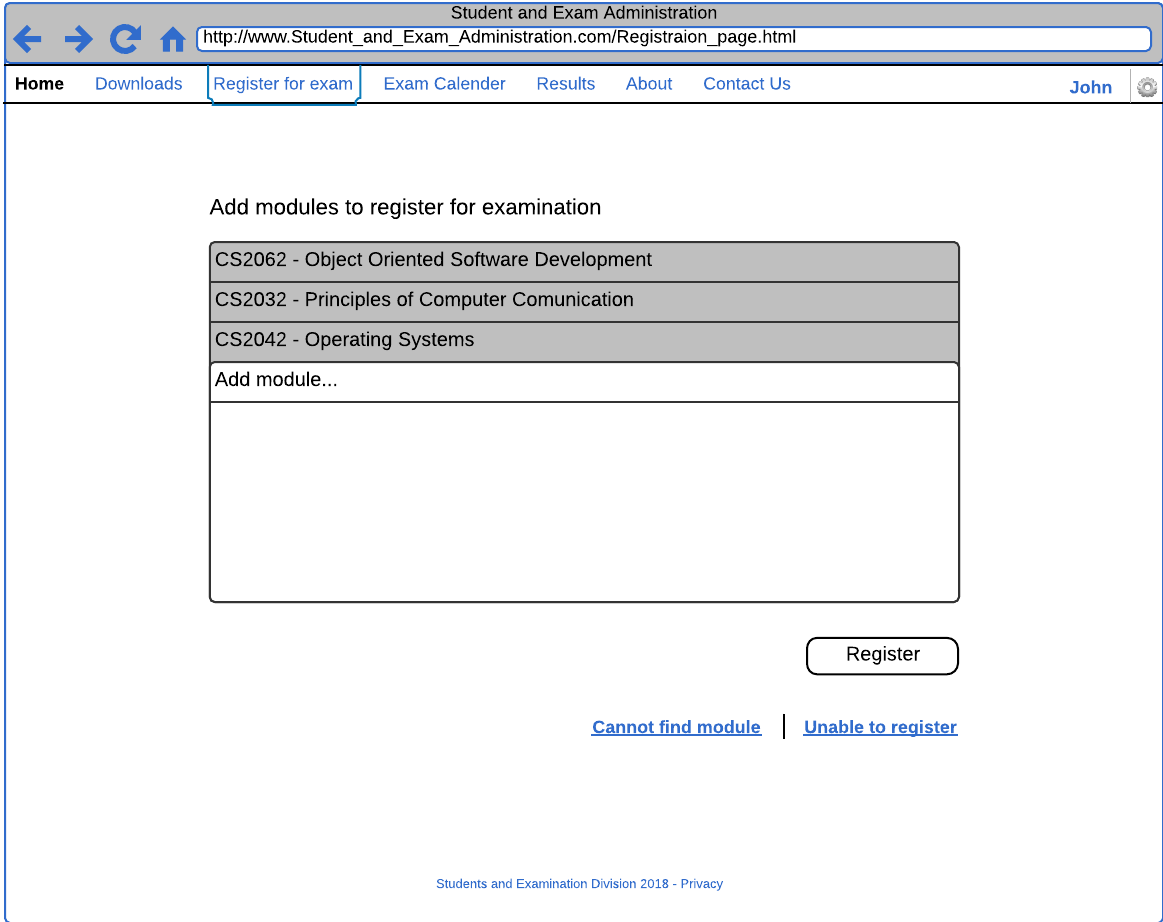 Student and Exam Administration
http://www.Student_and_Exam_Administration.com/Registraion_page.html
Home Downloads Register for exam Exam Calender Results About Contact Us John
Add modules to register for examination
CS2062 - Object Oriented Software Development
CS2032 - Principles of Computer Comunication
CS2042 - Operating Systems
Add module...
Register
Cannot find module Unable to register
Students and Examination Division 2018 - Privacy